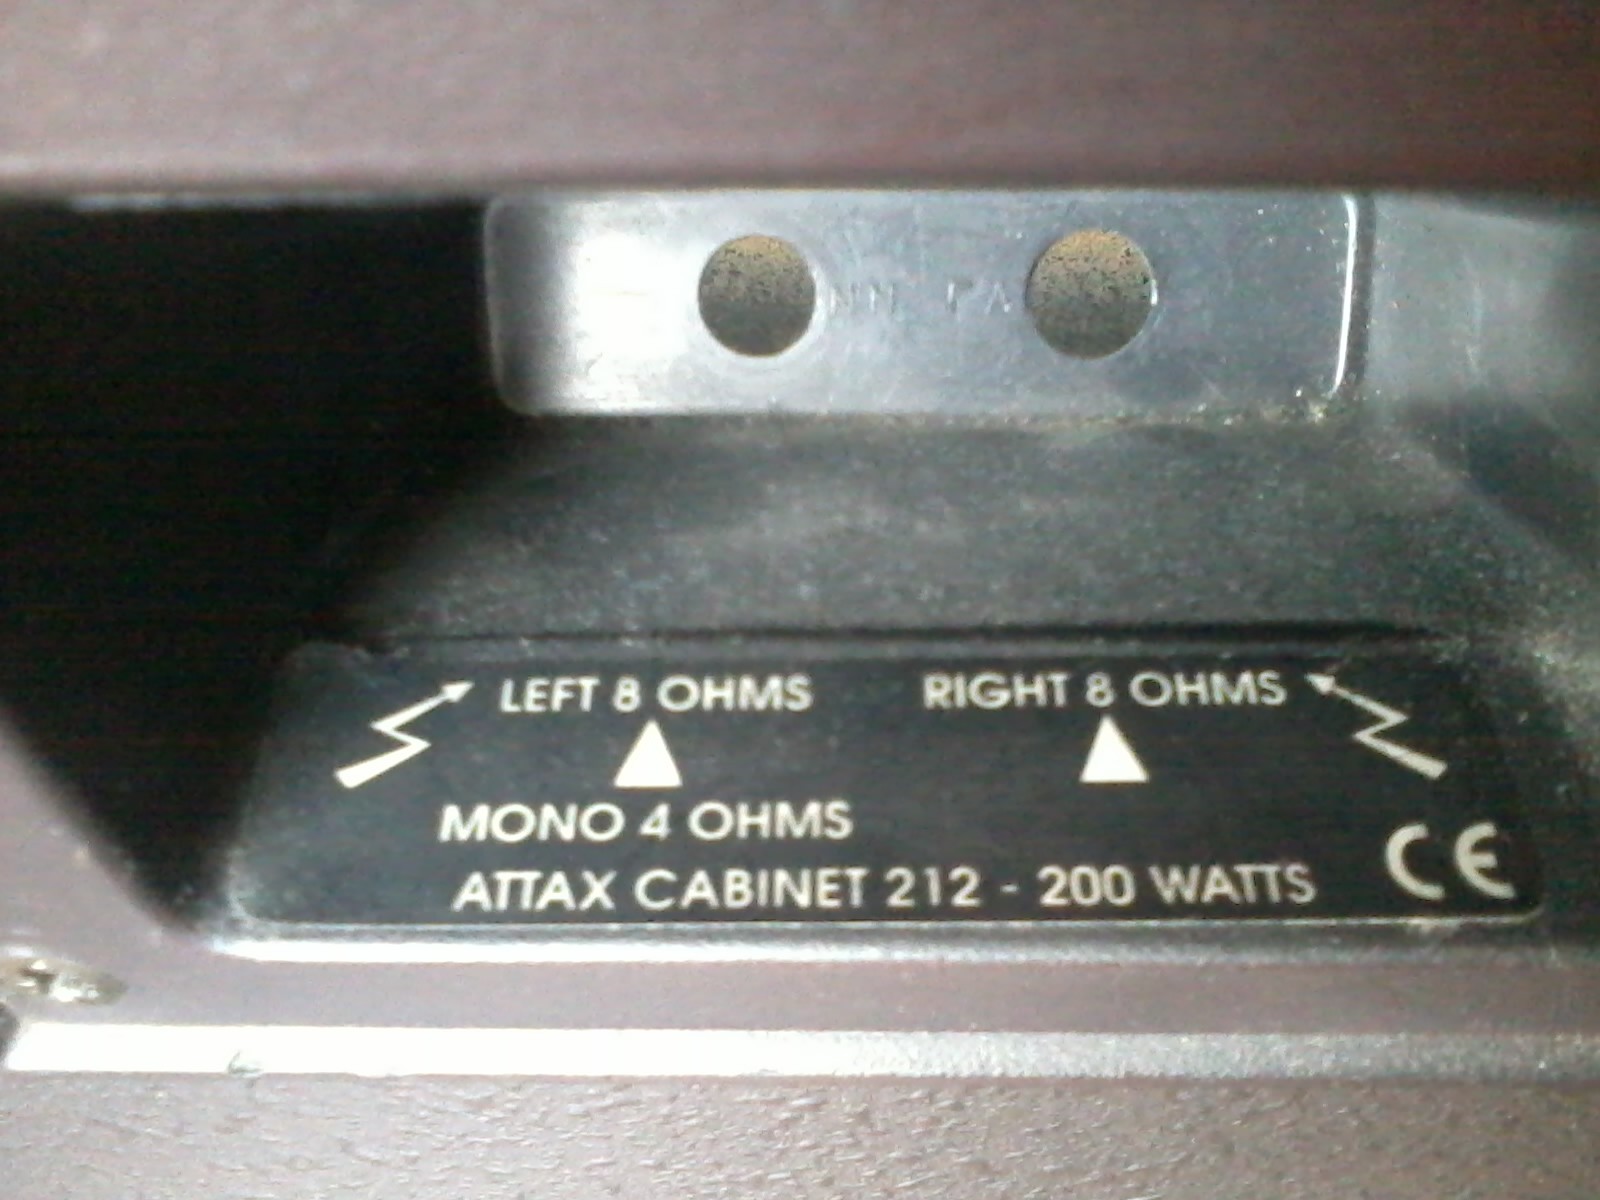 LEFT 8 OHMS RIGHT 8 OHMS
MONO 4 OHMS
ATTAX CABINET 212 - 200 WATTS CE